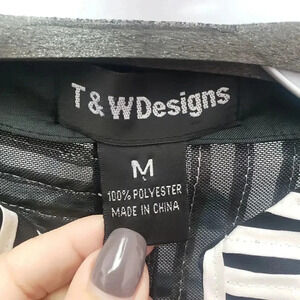 T & WDesigns
M
100% POLYESTER
MADE IN CHINA